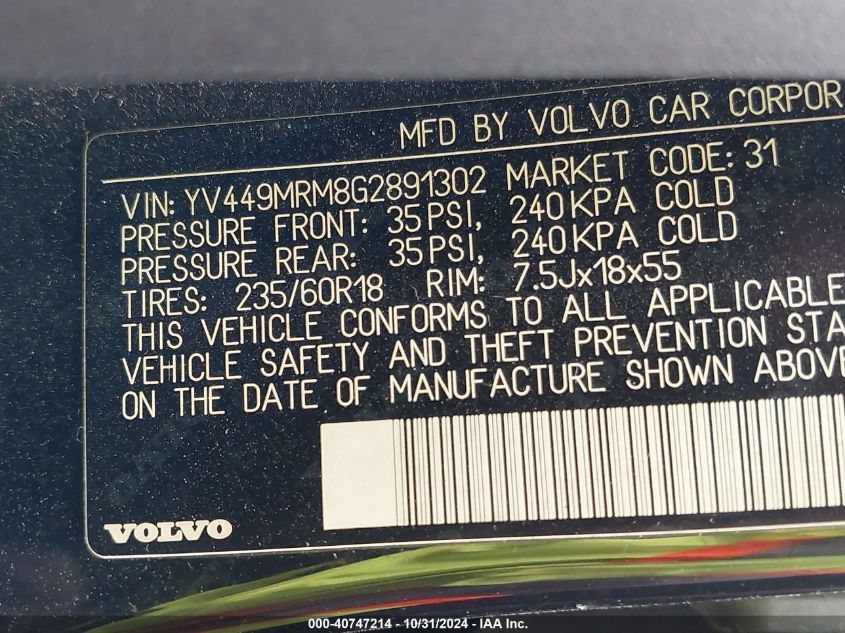 MFD BY VOLVO CAR CORPOR
VIN: YV449MRM8G2891302 MARKET CODE: 31
PRESSURE FRONT: 35 PSI, 240 KPA COLD
PRESSURE REAR: 35 PSI, 240 KPA COLD
TIRES: 235/60R18 RIM: 7.5Jx18x55
THIS VEHICLE CONFORMS TO ALL APPLICABLE
VEHICLE SAFETY AND THEFT PREVENTION STA
ON THE DATE OF MANUFACTURE SHOWN ABOVE
VOLVO
000-40747214 - 10/31/2024 - IAA Inc.